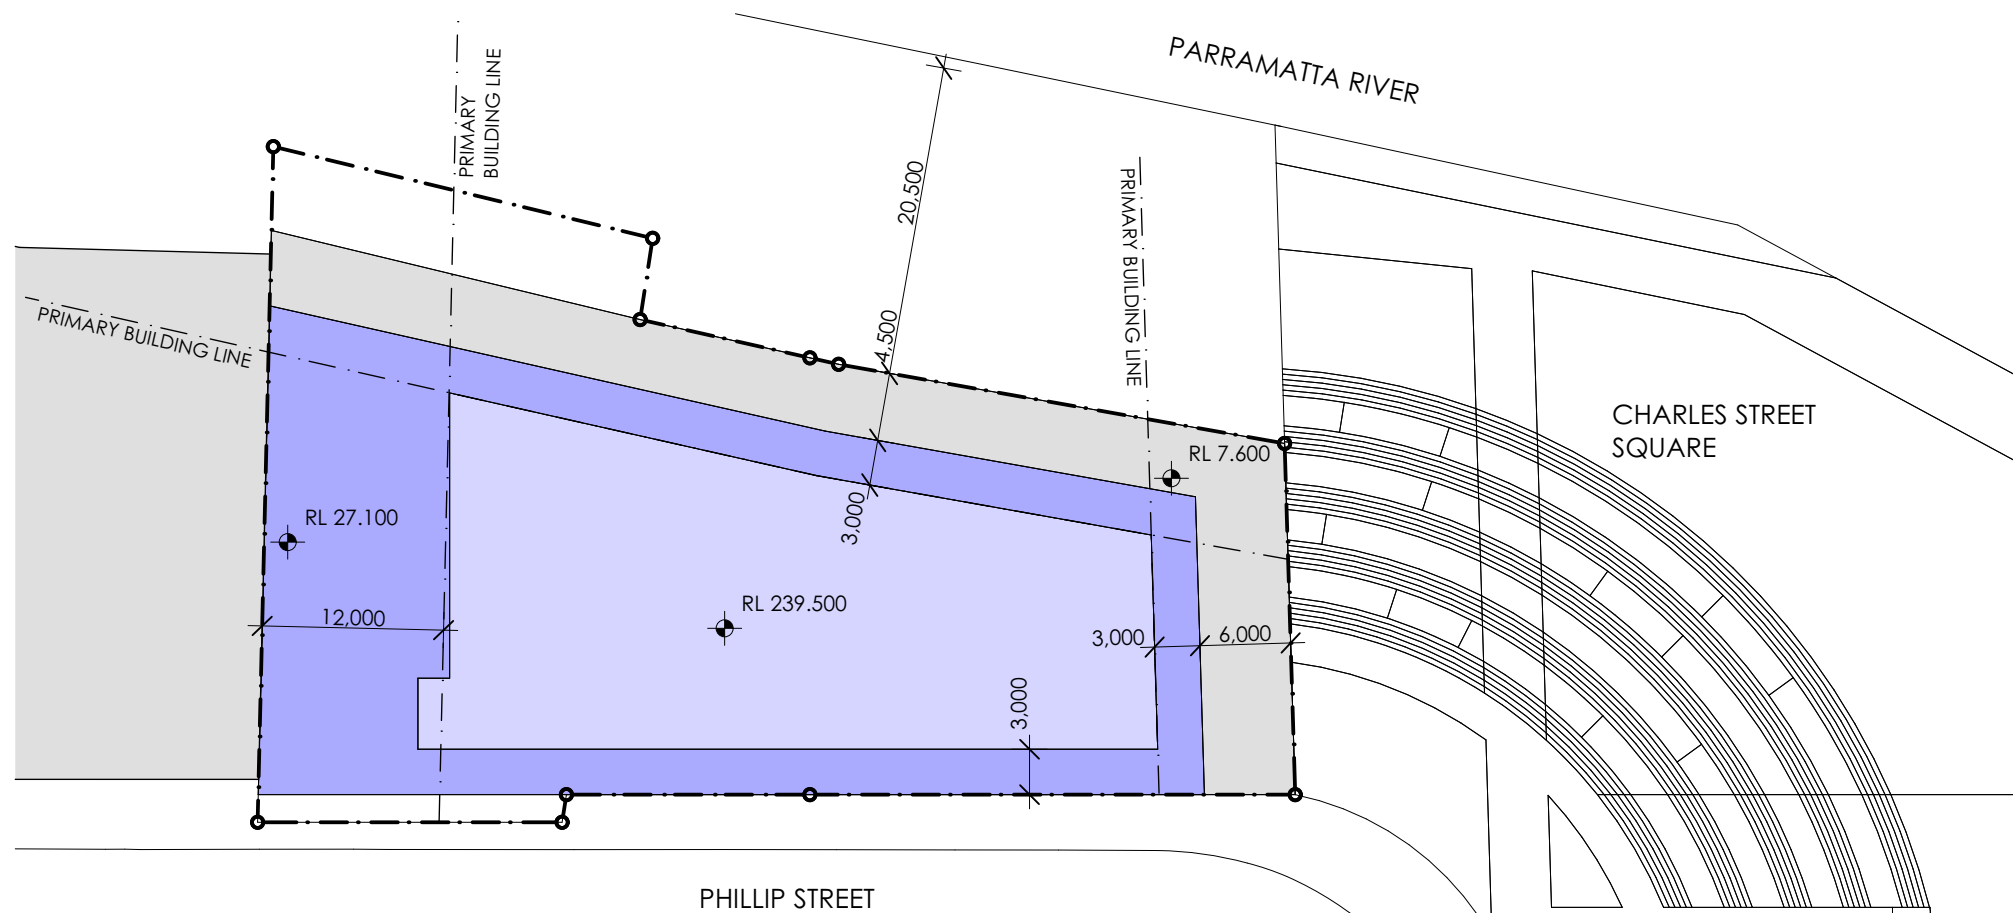 PARRAMATTA RIVER
PRIMARY
BUILDING LINE
20,500
PRIMARY BUILDING LINE
PRIMARY BUILDING LINE
4,500
CHARLES STREET
SQUARE
RL 7.600
RL 27.100
3,000
RL 239.500
12,000
3,000
6,000
3,000
PHILLIP STREET